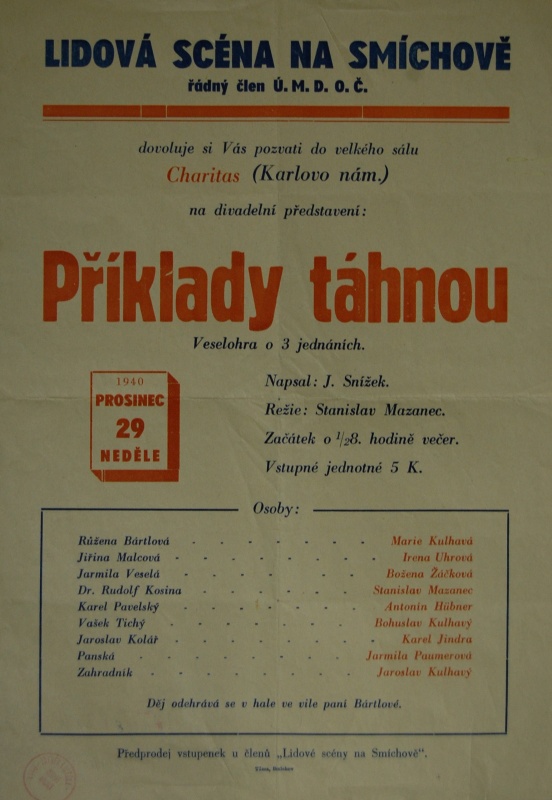 LIDOVÁ SCÉNA NA SMÍCHOVĚ
řádný člen Ú. M. D. O. Č.
dovoluje si Vás pozvati do velkého sálu
Charitas (Karlovo nám.)
na divadelní představení:
Příklady táhnou
Veselohra o 3 jednáních.
1940
PROSINEC
29
NEDĚLE
Napsal: J. Snížek.
Režie: Stanislav Mazanec.
Začátek o 1/28. hodině večer.
Vstupné jednotné 5 K.
Osoby:
Růžena Bártlová - - - - - - - Marie Kulhavá
Jiřina Malcová - - - - - - - Irena Uhrová
Jarmila Veselá - - - - - - Božena Žáčková
Dr. Rudolf Kosina - - - - - - Stanislav Mazanec
Karel Pavelský - - - - - - - Antonín Hübner
Vašek Tichý - - - - - - - Bohuslav Kulhavý
Jaroslav Kolář - - - - - - - Karel Jindra
Panská - - - - - - - Jarmila Paumerová
Zahradník - - - - - - - Jaroslav Kulhavý
Děj odehrává se v hale ve vile paní Bártlové.
Předprodej vstupenek u členů „Lidové scény na Smíchově“.